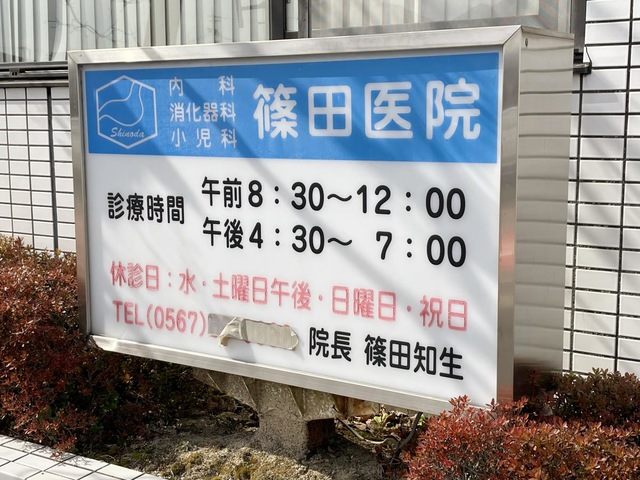 Shinoda
内科
消化器科
小児科
篠田医院
診療時間
午前8:30～12:00
午後4:30～ 7:00
休診日:水・土曜日午後・日曜日・祝日
TEL(0567)
院長 篠田知生